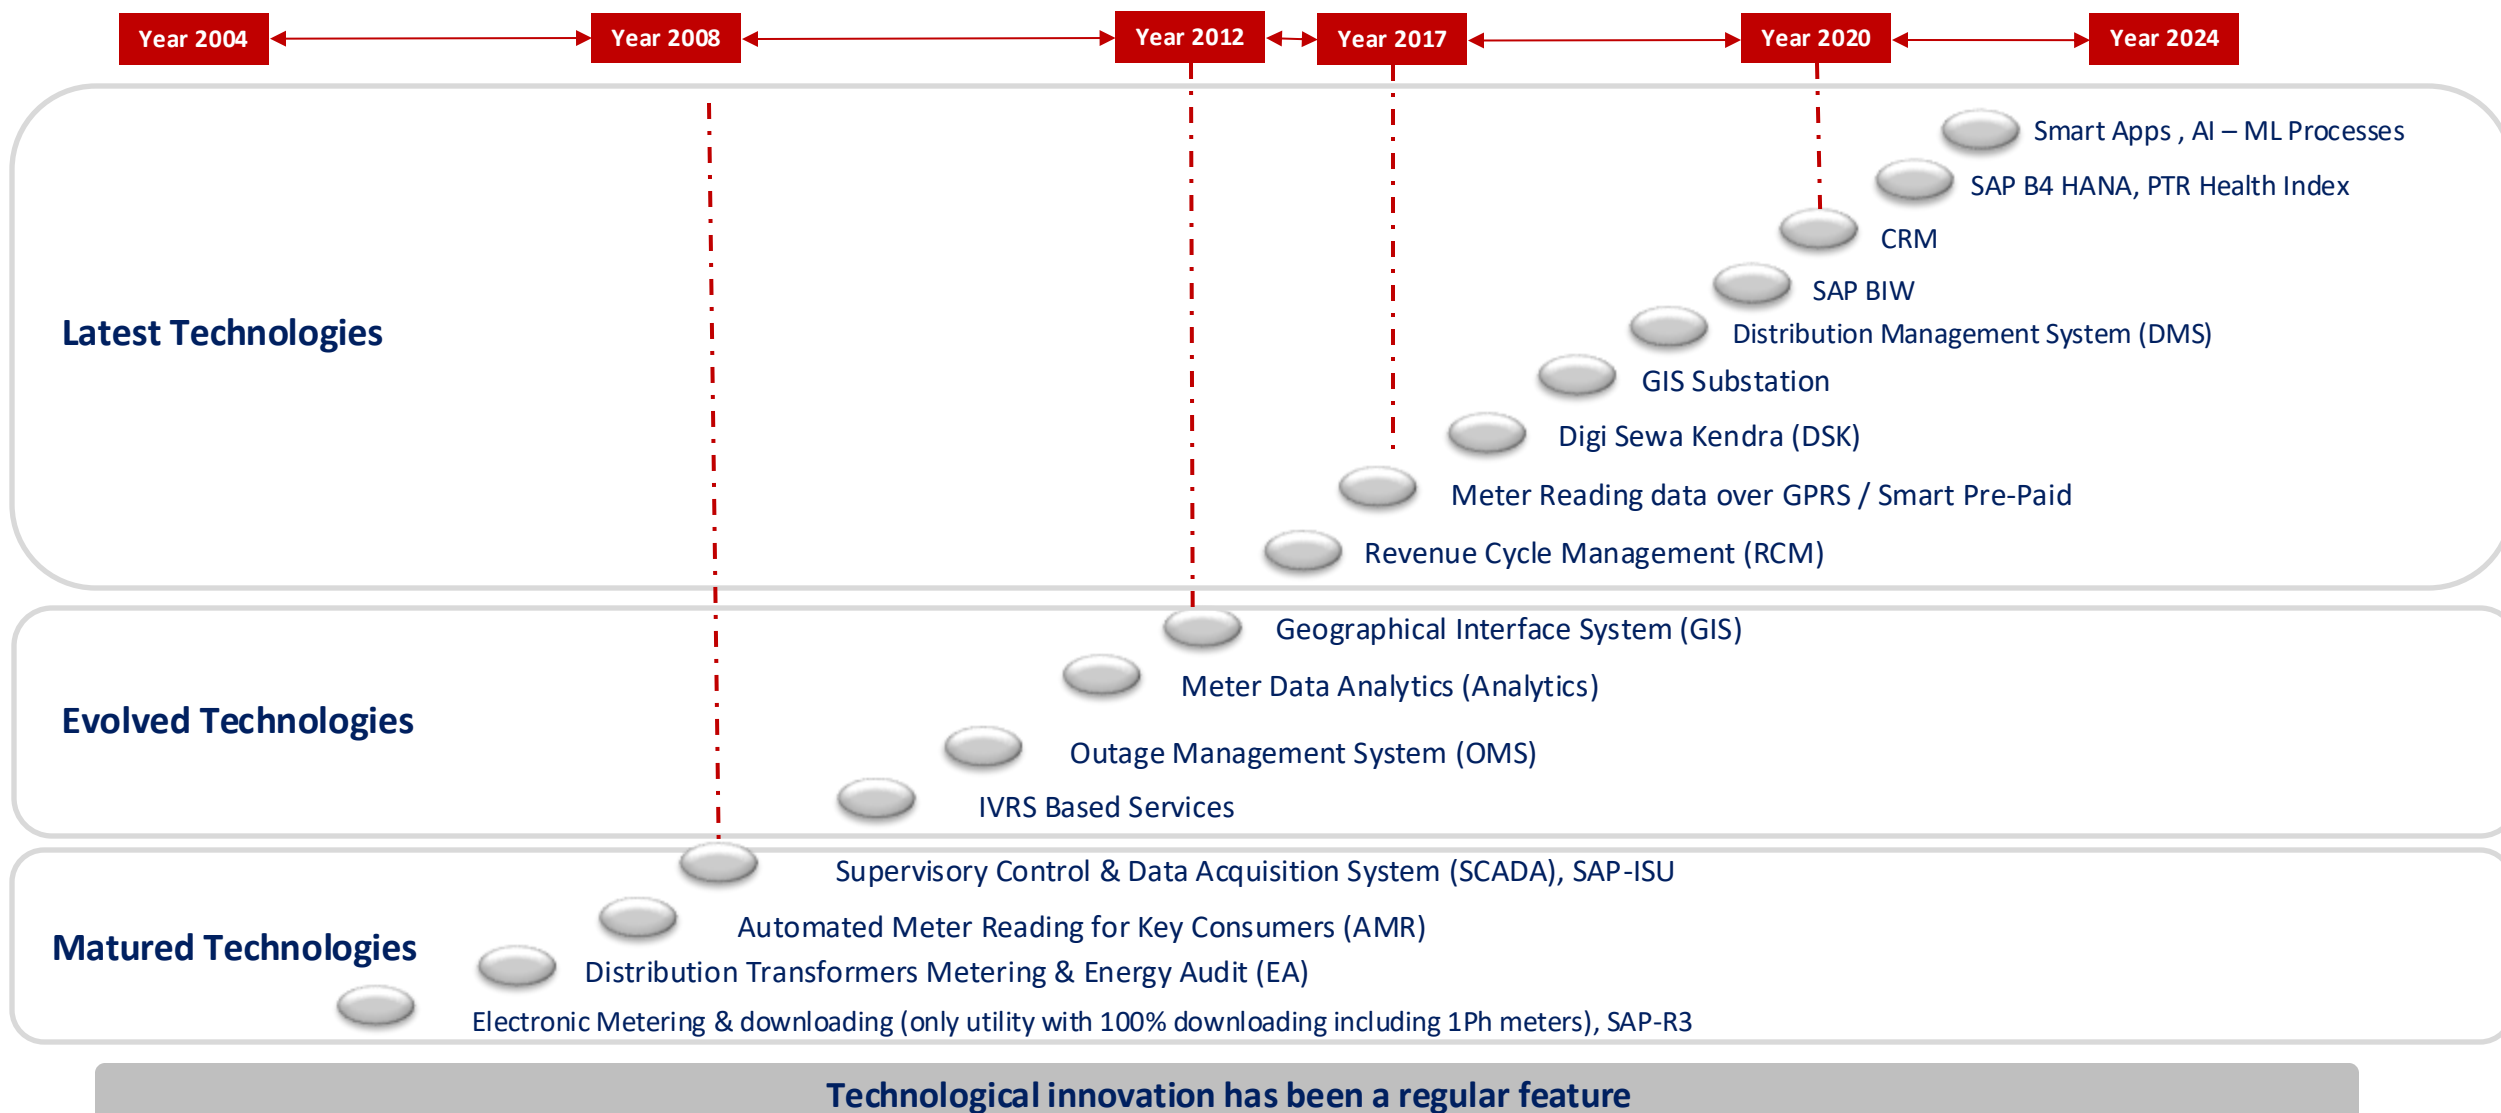 Year 2004
Year 2008
Year 2012
Year 2017
Year 2020
Year 2024
Smart Apps , AI – ML Processes
SAP B4 HANA, PTR Health Index
CRM
SAP BIW
Latest Technologies
Distribution Management System (DMS)
GIS Substation
Digi Sewa Kendra (DSK)
Meter Reading data over GPRS / Smart Pre-Paid
Revenue Cycle Management (RCM)
Geographical Interface System (GIS)
Meter Data Analytics (Analytics)
Evolved Technologies
Outage Management System (OMS)
IVRS Based Services
Supervisory Control & Data Acquisition System (SCADA), SAP-ISU
Automated Meter Reading for Key Consumers (AMR)
Matured Technologies
Distribution Transformers Metering & Energy Audit (EA)
Electronic Metering & downloading (only utility with 100% downloading including 1Ph meters), SAP-R3
Technological innovation has been a regular feature